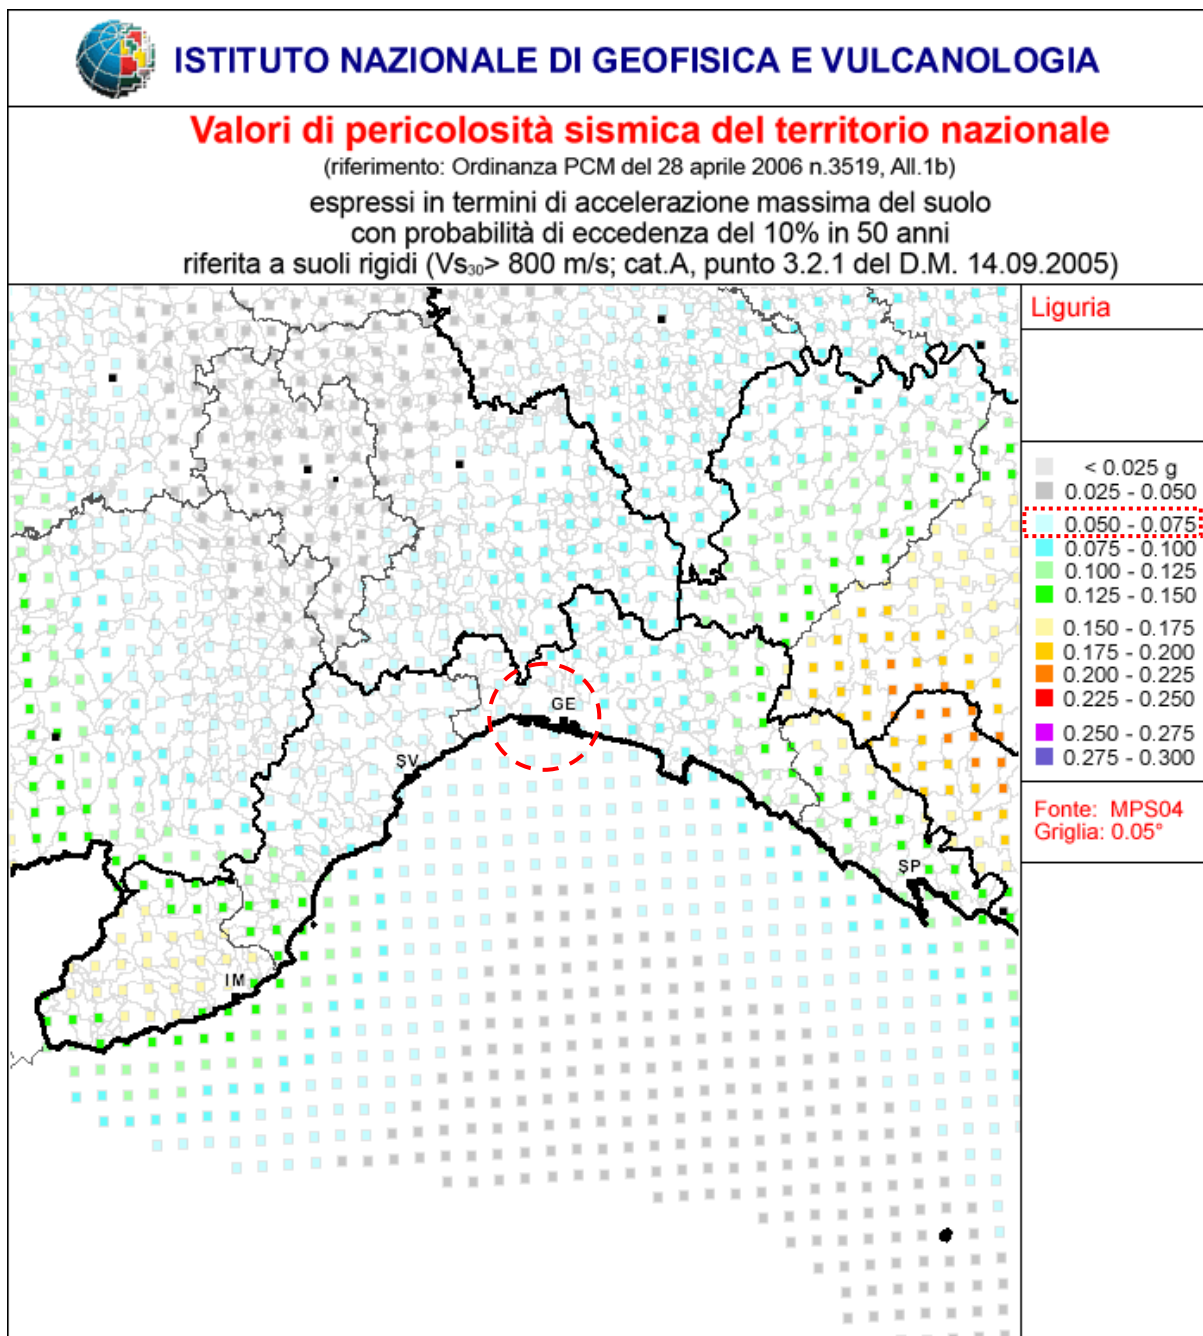 ISTITUTO NAZIONALE DI GEOFISICA E VULCANOLOGIA
Valori di pericolosità sismica del territorio nazionale
(riferimento: Ordinanza PCM del 28 aprile 2006 n.3519, All.1b)
espressi in termini di accelerazione massima del suolo
con probabilità di eccedenza del 10% in 50 anni
riferita a suoli rigidi (Vs30> 800 m/s; cat.A, punto 3.2.1 del D.M. 14.09.2005)
Liguria
< 0.025 g
0.025 - 0.050
0.050 - 0.075
0.075 - 0.100
0.100 - 0.125
0.125 - 0.150
0.150 - 0.175
0.175 - 0.200
0.200 - 0.225
0.225 - 0.250
0.250 - 0.275
0.275 - 0.300
Fonte: MPS04
Griglia: 0.05°
GE
SV
SP
IM